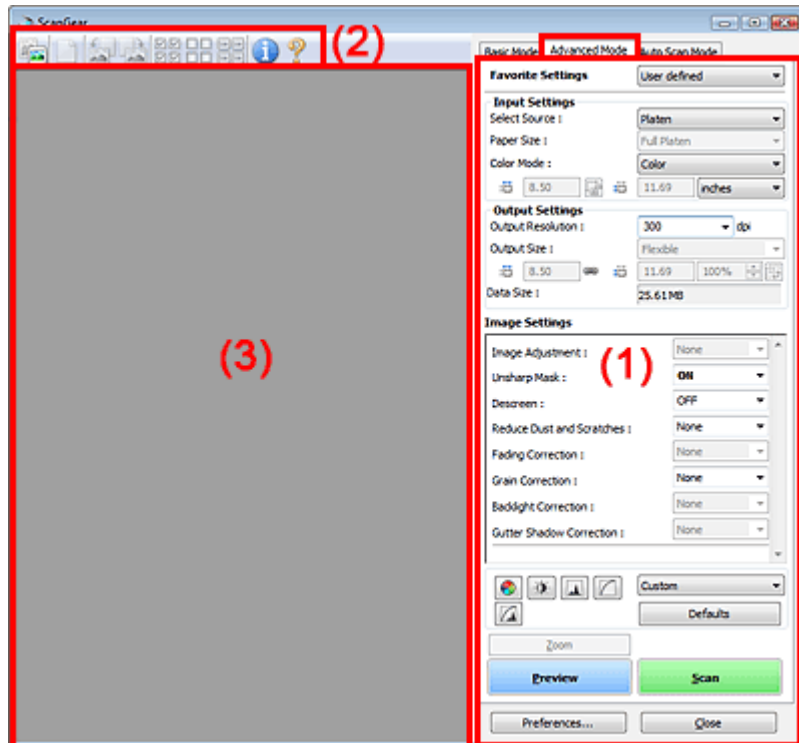 ScanGear
(2)
Basic Mode Advanced Mode Auto Scan Mode
Favorite Settings User defined
Input Settings
Select Source : Platen
Paper Size : Full Platen
Color Mode : Color
8.50 11.69 inches
Output Settings
Output Resolution : 300 dpi
Output Size : Flexible
8.50 11.69 100%
Data Size : 25.61MB
Image Settings
(3)
(1)
Image Adjustment : None
Unsharp Mask : ON
Descreen : OFF
Reduce Dust and Scratches : None
Fading Correction : None
Grain Correction : None
Backlight Correction : None
Gutter Shadow Correction : None
Custom
Defaults
Zoom
Preview Scan
Preferences... Close